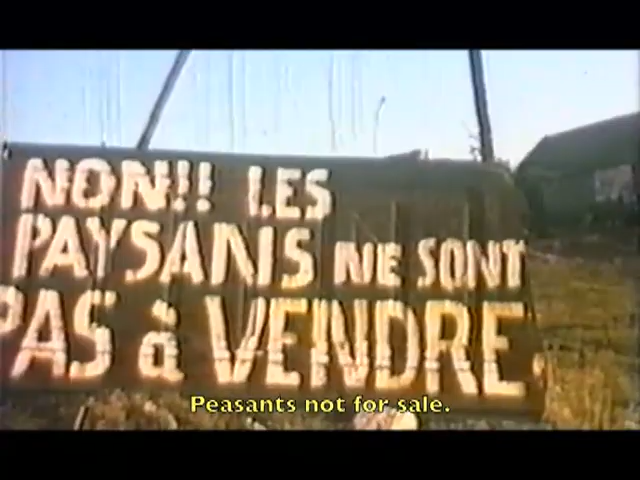 NON!! LES
PAYSANS NE SONT
PAS à VENDRE.
Peasants not for sale.